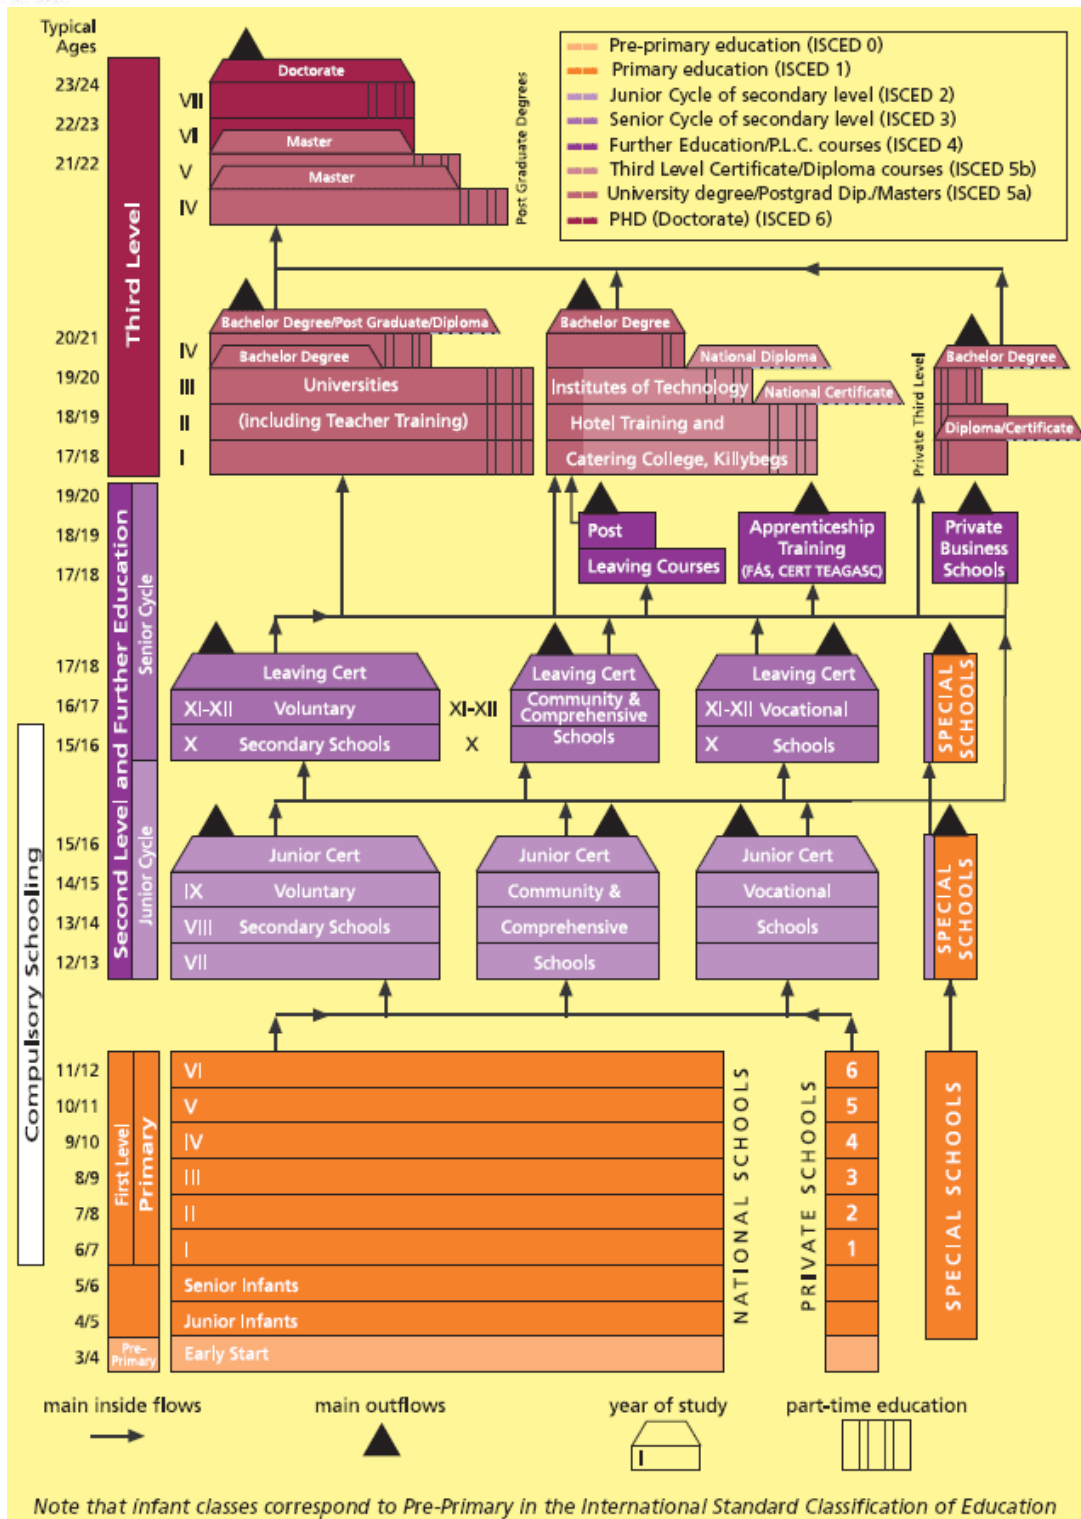 Typical
Ages
23/24
22/23
21/22
Third Level
VIII
VII
V
IV
Doctorate
Master
Master
Post Graduate Degrees
Pre-primary education (ISCED 0)
Primary education (ISCED 1)
Junior Cycle of secondary level (ISCED 2)
Senior Cycle of secondary level (ISCED 3)
Further Education/P.L.C. courses (ISCED 4)
Third Level Certificate/Diploma courses (ISCED 5b)
University degree/Postgrad Dip./Masters (ISCED 5a)
PHD (Doctorate) (ISCED 6)
20/21
19/20
18/19
17/18
IV
III
II
I
Bachelor Degree/Post Graduate/Diploma
Bachelor Degree
Universities
(including Teacher Training)
Bachelor Degree
National Diploma
Institutes of Technology
National Certificate
Hotel Training and
Catering College, Killybegs
Private Third Level
Bachelor Degree
Diploma/Certificate
19/20
18/19
17/18
Second Level and Further Education
Senior Cycle
Post
Leaving Courses
Apprenticeship
Training
(FÁS, CERT TEAGASC)
Private
Business
Schools
17/18
16/17
15/16
Leaving Cert
XI-XII Voluntary
X Secondary Schools
XI-XII
X
Leaving Cert
Community &
Comprehensive
Schools
Leaving Cert
XI-XII Vocational
X Schools
SPECIAL
SCHOOLS
Compulsory Schooling
Junior Cycle
15/16
14/15
13/14
12/13
Junior Cert
IX Voluntary
VIII Secondary Schools
VII
Junior Cert
Community &
Comprehensive
Schools
Junior Cert
Vocational
Schools
SPECIAL
SCHOOLS
First Level
Primary
11/12
10/11
9/10
8/9
7/8
6/7
5/6
4/5
3/4
Pre-
Primary
VI
V
IV
III
II
I
Senior Infants
Junior Infants
Early Start
NATIONAL SCHOOLS
PRIVATE SCHOOLS
6
5
4
3
2
1
SPECIAL SCHOOLS
main inside flows
main outflows
year of study
I
part-time education
Note that infant classes correspond to Pre-Primary in the International Standard Classification of Education